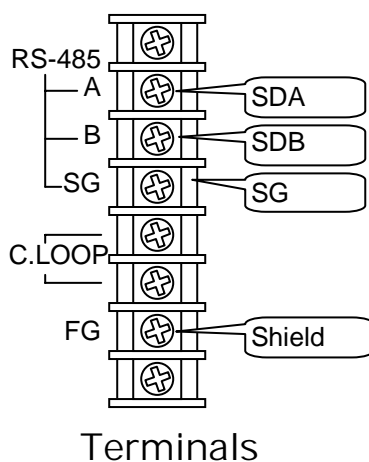 RS-485
A
SDA
B
SDB
SG
SG
C.LOOP
FG
Shield
Terminals